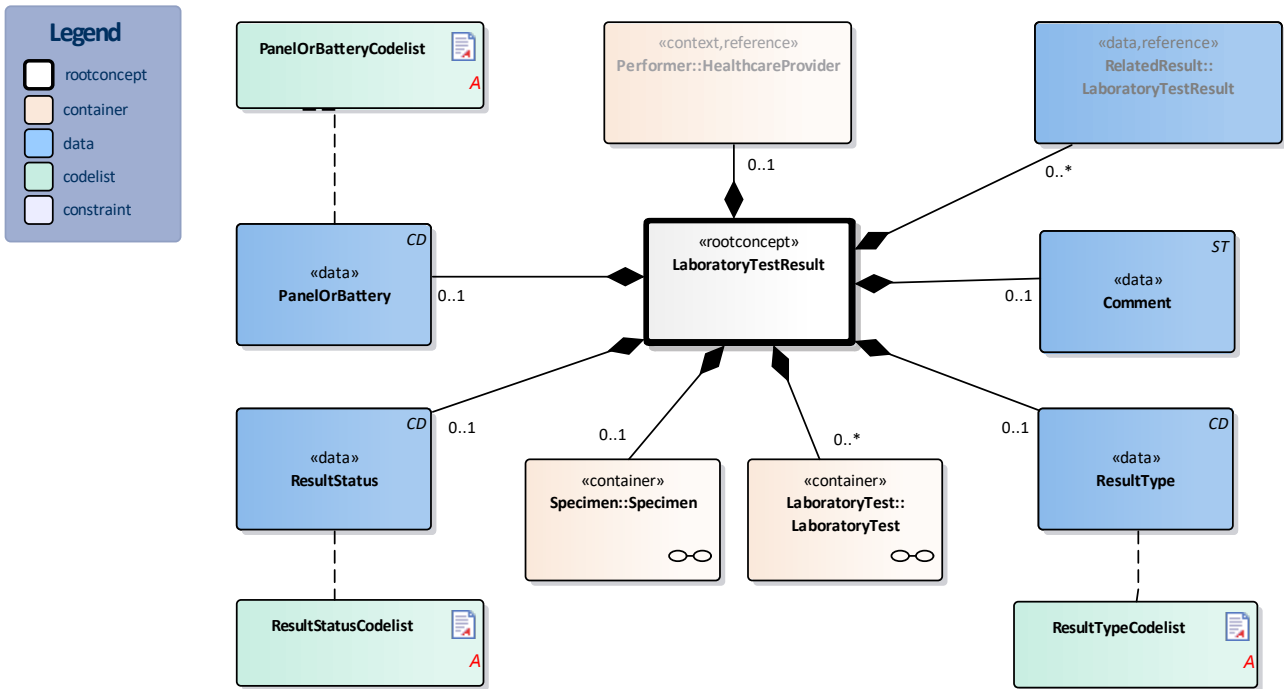 Legend
rootconcept
container
data
codelist
constraint
PanelOrBatteryCodelist
A
«context,reference»
Performer::HealthcareProvider
«data,reference»
RelatedResult::
LaboratoryTestResult
0..1
0..*
CD
«data»
PanelOrBattery
0..1
«rootconcept»
LaboratoryTestResult
ST
«data»
Comment
0..1
CD
«data»
ResultStatus
0..1
0..1
0..*
0..1
CD
«data»
ResultType
«container»
Specimen::Specimen
«container»
LaboratoryTest::
LaboratoryTest
ResultStatusCodelist
A
ResultTypeCodelist
A